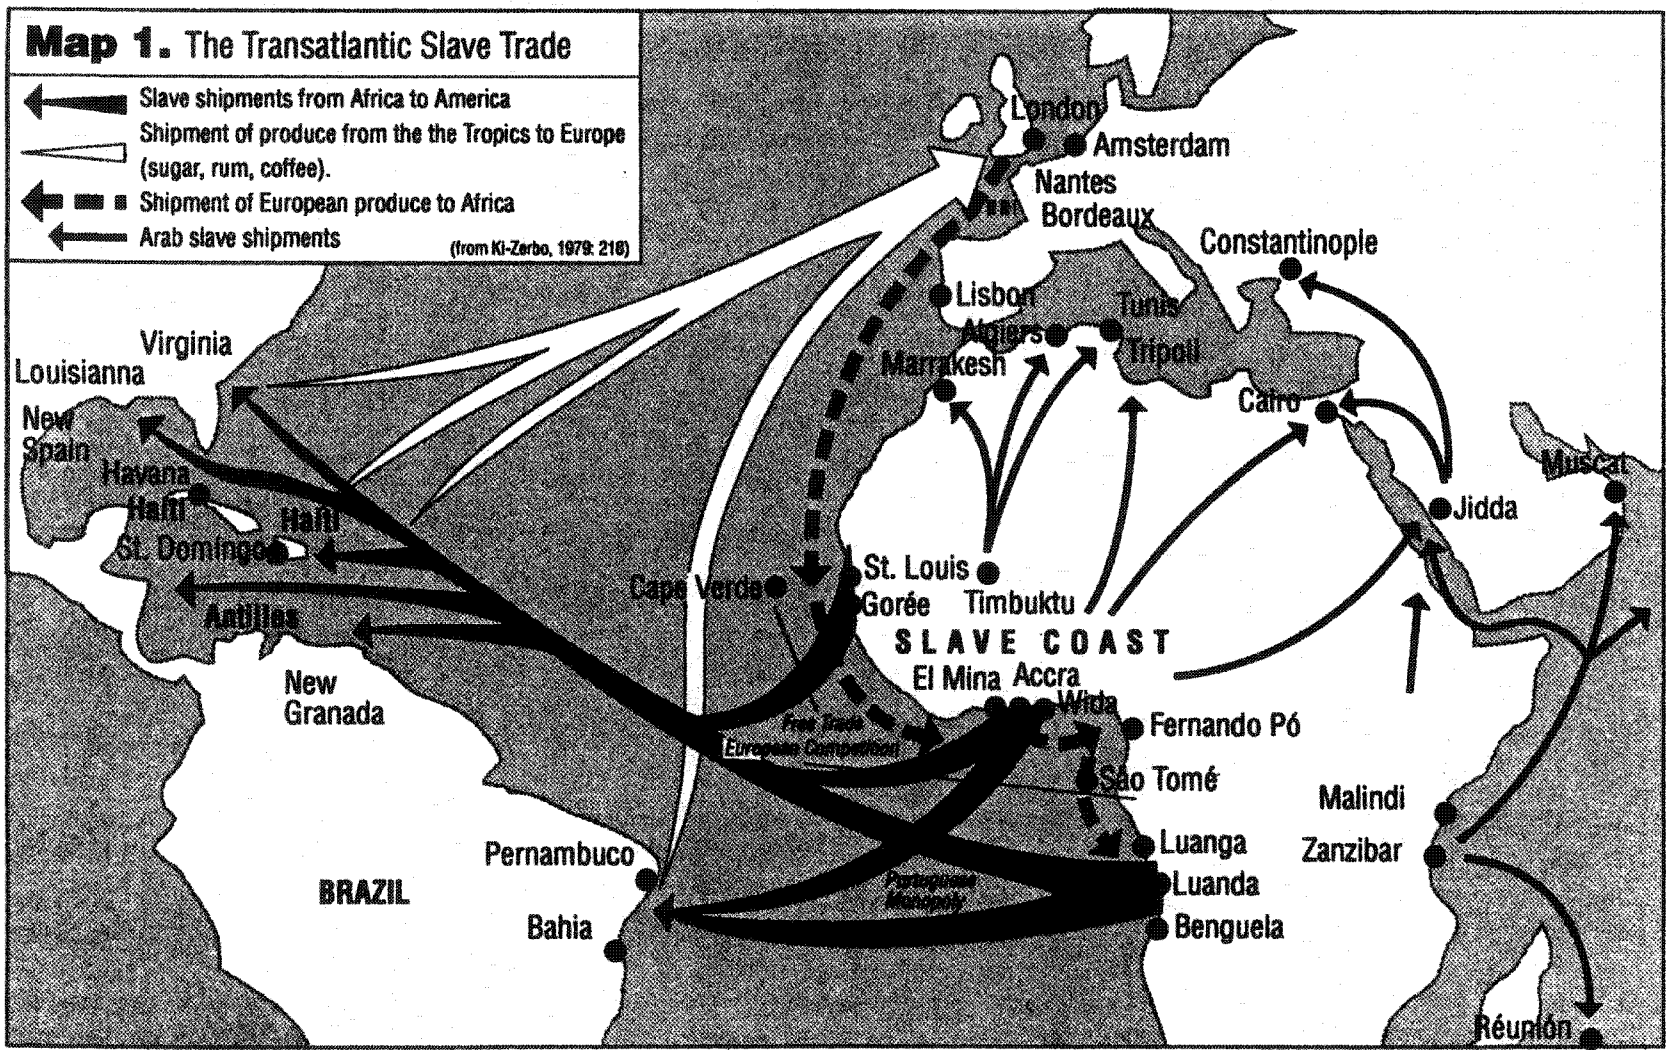 Map 1. The Transatlantic Slave Trade
Slave shipments from Africa to America
Shipment of produce from the the Tropics to Europe
(sugar, rum, coffee).
Shipment of European produce to Africa
Arab slave shipments
(from Ki-Zerbo, 1979: 218)
London
Amsterdam
Nantes
Bordeaux
Constantinople
Lisbon
Tunis
Algiers
Tripoli
Marrakesh
Cairo
Virginia
Louisianna
New
Spain
Havana
Haïti
Haïti
St. Domingo
Antilles
New
Granada
Muscat
Jidda
Cape Verde
St. Louis
Gorée
Timbuktu
SLAVE COAST
El Mina
Accra
Wida
Free Trade
European Competition
Fernando Pó
São Tomé
Malindi
Zanzibar
Luanga
Luanda
Benguela
Portuguese
Monopoly
Pernambuco
BRAZIL
Bahia
Réunión